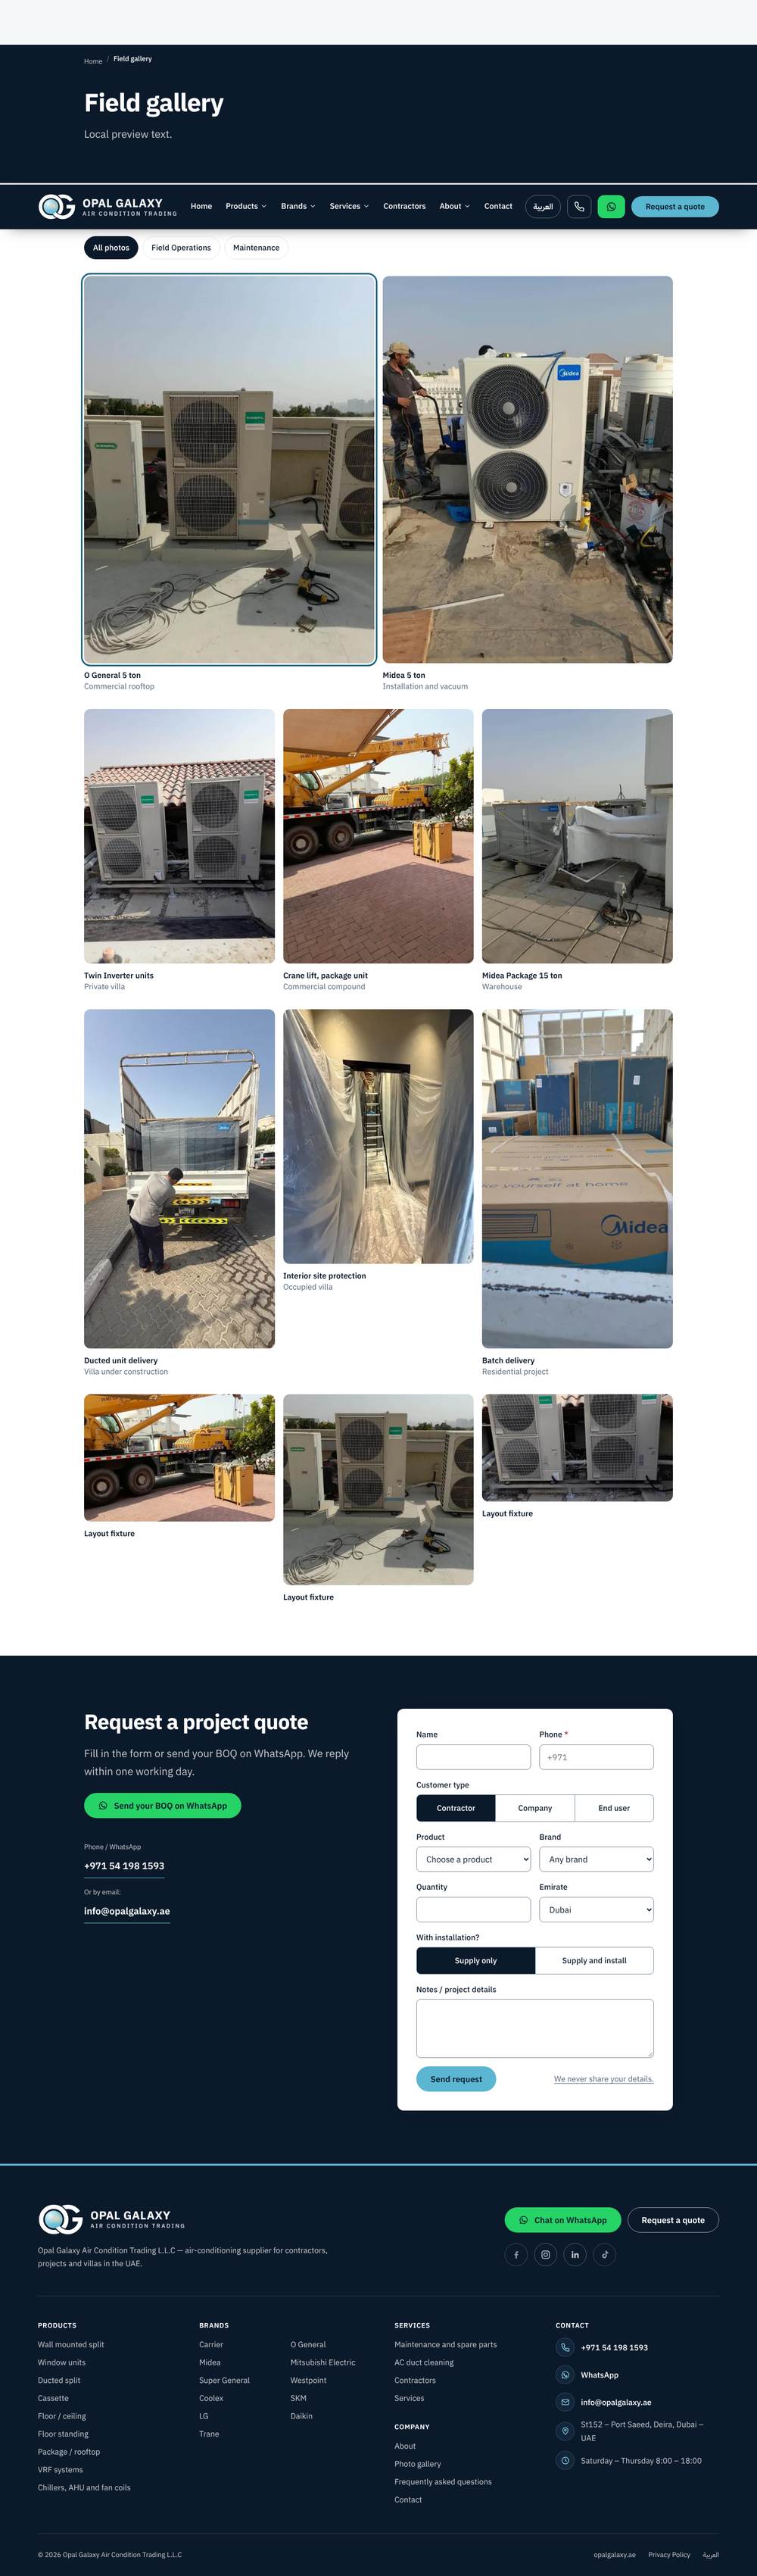 Home / Field gallery
Field gallery
Local preview text.
OPAL GALAXY
AIR CONDITION TRADING
Home
Products
Brands
Services
Contractors
About
Contact
العربية
Request a quote
All photos
Field Operations
Maintenance
Midea
O General 5 ton
Commercial rooftop
Midea 5 ton
Installation and vacuum
Twin Inverter units
Private villa
Crane lift, package unit
Commercial compound
Midea Package 15 ton
Warehouse
ke yourself at home
Midea
Interior site protection
Occupied villa
Ducted unit delivery
Villa under construction
Batch delivery
Residential project
Layout fixture
Layout fixture
Layout fixture
Request a project quote
Fill in the form or send your BOQ on WhatsApp. We reply
within one working day.
Send your BOQ on WhatsApp
Phone / WhatsApp
+971 54 198 1593
Or by email:
info@opalgalaxy.ae
Name
Phone *
+971
Customer type
Contractor
Company
End user
Product
Brand
Choose a product
Any brand
Quantity
Emirate
Dubai
With installation?
Supply only
Supply and install
Notes / project details
Send request
We never share your details.
OPAL GALAXY
AIR CONDITION TRADING
Opal Galaxy Air Condition Trading L.L.C — air-conditioning supplier for contractors,
projects and villas in the UAE.
Chat on WhatsApp
Request a quote
PRODUCTS
Wall mounted split
Window units
Ducted split
Cassette
Floor / ceiling
Floor standing
Package / rooftop
VRF systems
Chillers, AHU and fan coils
BRANDS
Carrier
Midea
Super General
Coolex
LG
Trane
O General
Mitsubishi Electric
Westpoint
SKM
Daikin
SERVICES
Maintenance and spare parts
AC duct cleaning
Contractors
Services
COMPANY
About
Photo gallery
Frequently asked questions
Contact
CONTACT
+971 54 198 1593
WhatsApp
info@opalgalaxy.ae
St152 – Port Saeed, Deira, Dubai –
UAE
Saturday – Thursday 8:00 – 18:00
© 2026 Opal Galaxy Air Condition Trading L.L.C
opalgalaxy.ae
Privacy Policy
العربية